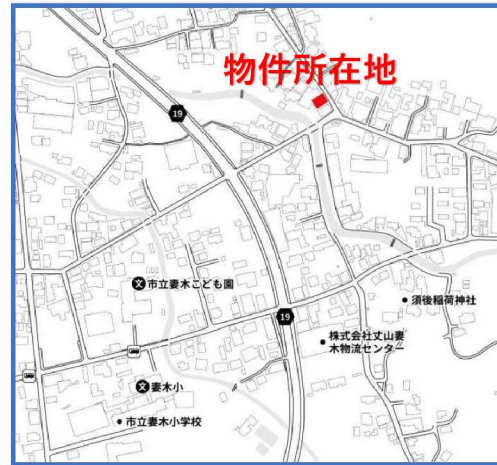 物件所在地
19
市立妻木こども園
19
須後稲荷神社
株式会社丈山妻
木物流センター
妻木小
市立妻木小学校